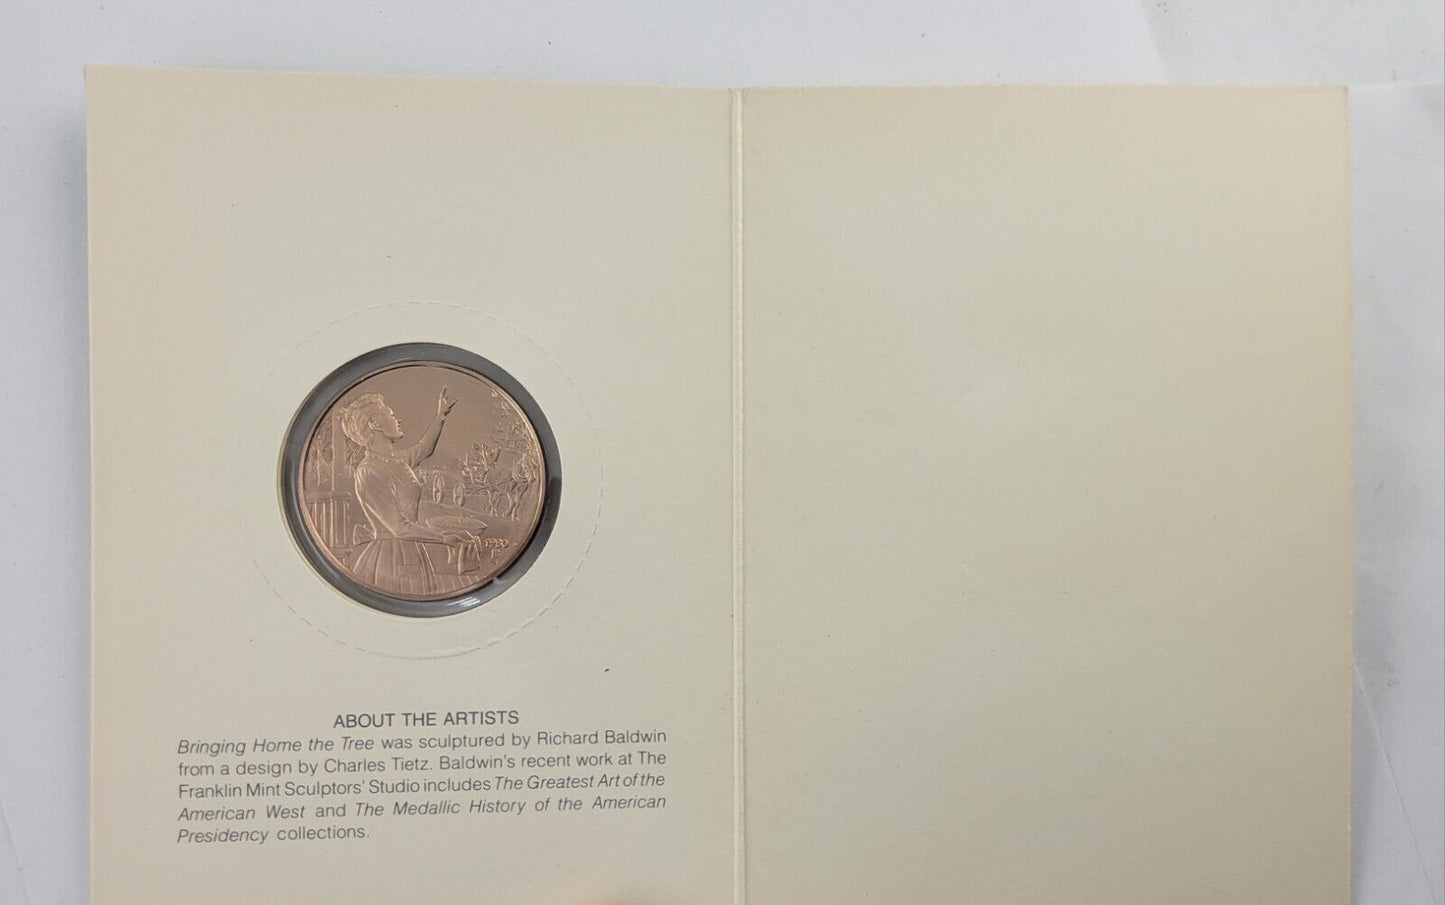 1980
ABOUT THE ARTISTS
Bringing Home the Tree was sculptured by Richard Baldwin
from a design by Charles Tietz. Baldwin's recent work at The
Franklin Mint Sculptors' Studio includes The Greatest Art of the
American West and The Medallic History of the American
Presidency collections.